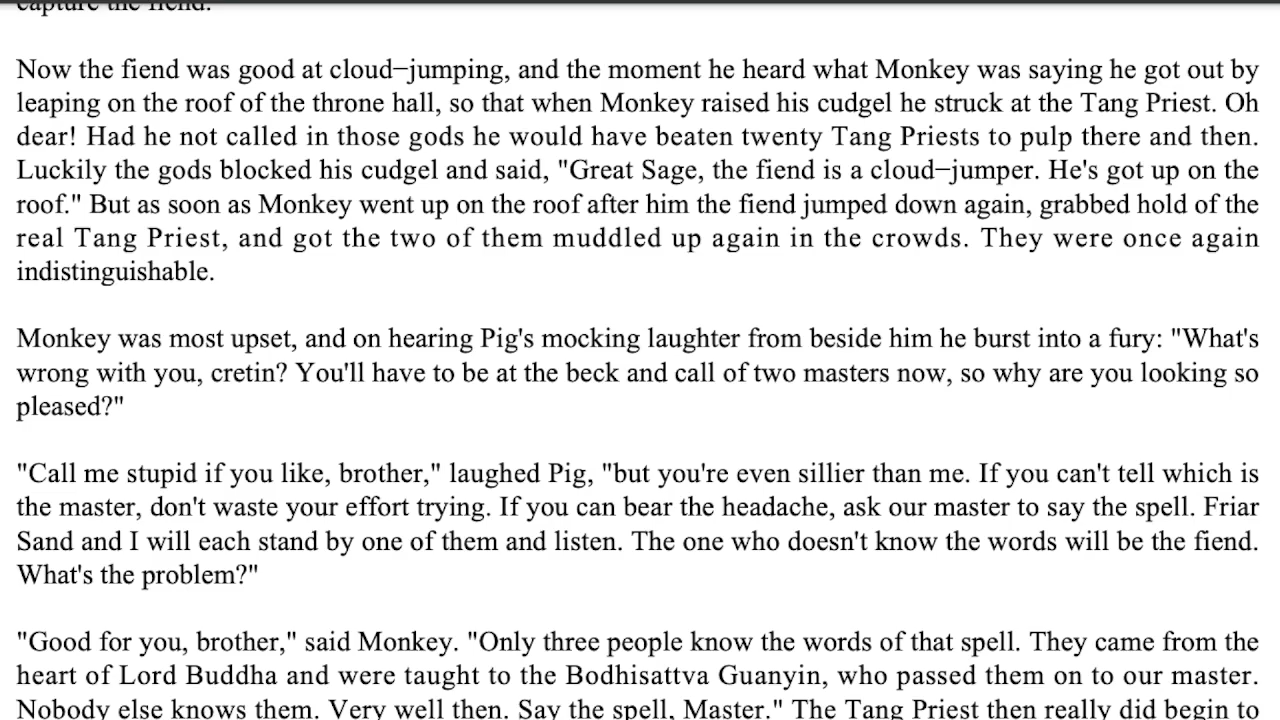 capture the fiend.
Now the fiend was good at cloud−jumping, and the moment he heard what Monkey was saying he got out by
leaping on the roof of the throne hall, so that when Monkey raised his cudgel he struck at the Tang Priest. Oh
dear! Had he not called in those gods he would have beaten twenty Tang Priests to pulp there and then.
Luckily the gods blocked his cudgel and said, "Great Sage, the fiend is a cloud−jumper. He's got up on the
roof." But as soon as Monkey went up on the roof after him the fiend jumped down again, grabbed hold of the
real Tang Priest, and got the two of them muddled up again in the crowds. They were once again
indistinguishable.
Monkey was most upset, and on hearing Pig's mocking laughter from beside him he burst into a fury: "What's
wrong with you, cretin? You'll have to be at the beck and call of two masters now, so why are you looking so
pleased?"
"Call me stupid if you like, brother," laughed Pig, "but you're even sillier than me. If you can't tell which is
the master, don't waste your effort trying. If you can bear the headache, ask our master to say the spell. Friar
Sand and I will each stand by one of them and listen. The one who doesn't know the words will be the fiend.
What's the problem?"
"Good for you, brother," said Monkey. "Only three people know the words of that spell. They came from the
heart of Lord Buddha and were taught to the Bodhisattva Guanyin, who passed them on to our master.
Nobody else knows them. Very well then. Say the spell, Master." The Tang Priest then really did begin to